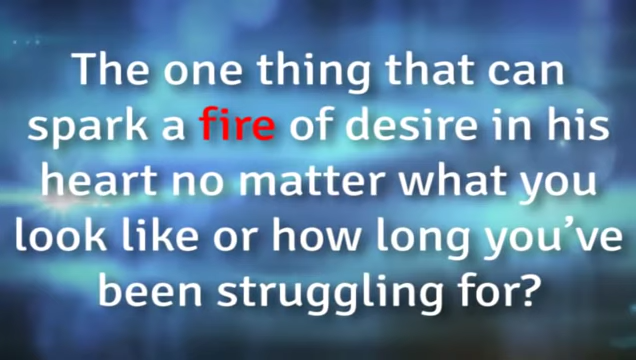 The one thing that can
spark a fire of desire in his
heart no matter what you
look like or how long you’ve
been struggling for?